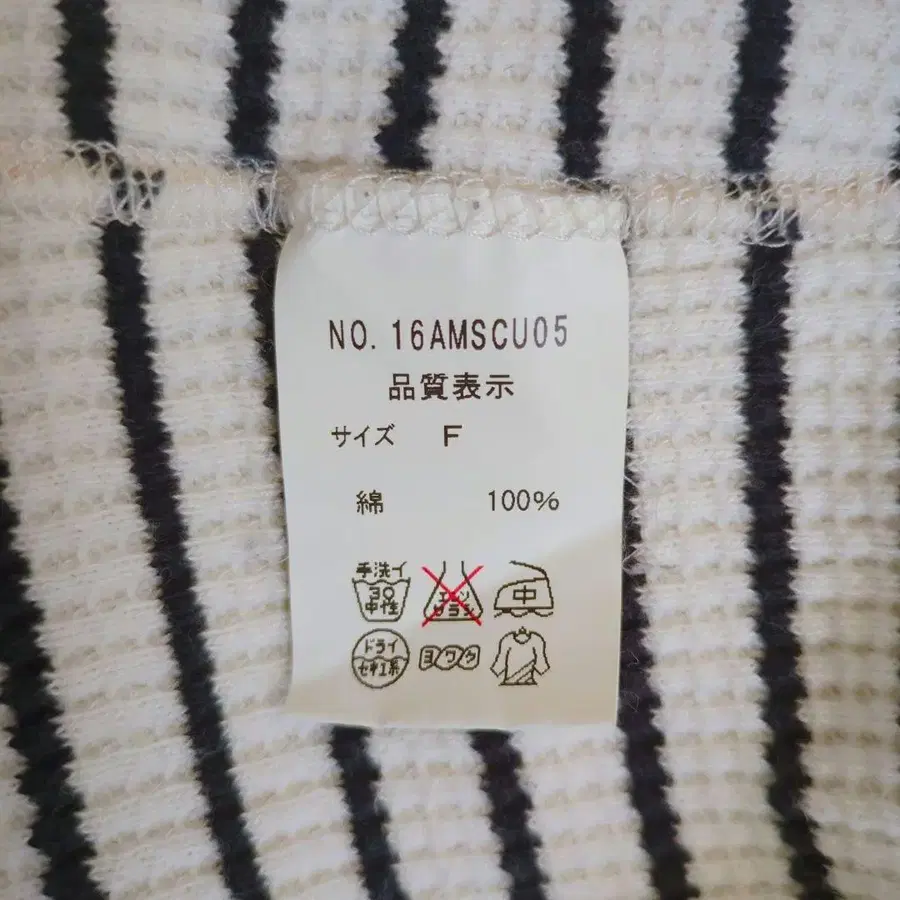 NO. 16AMSCU05
品質表示
サイズ F
綿 100%
手洗イ
30
中性
エンソ
サラシ
中
ドライ
セキユ系
ヨワク